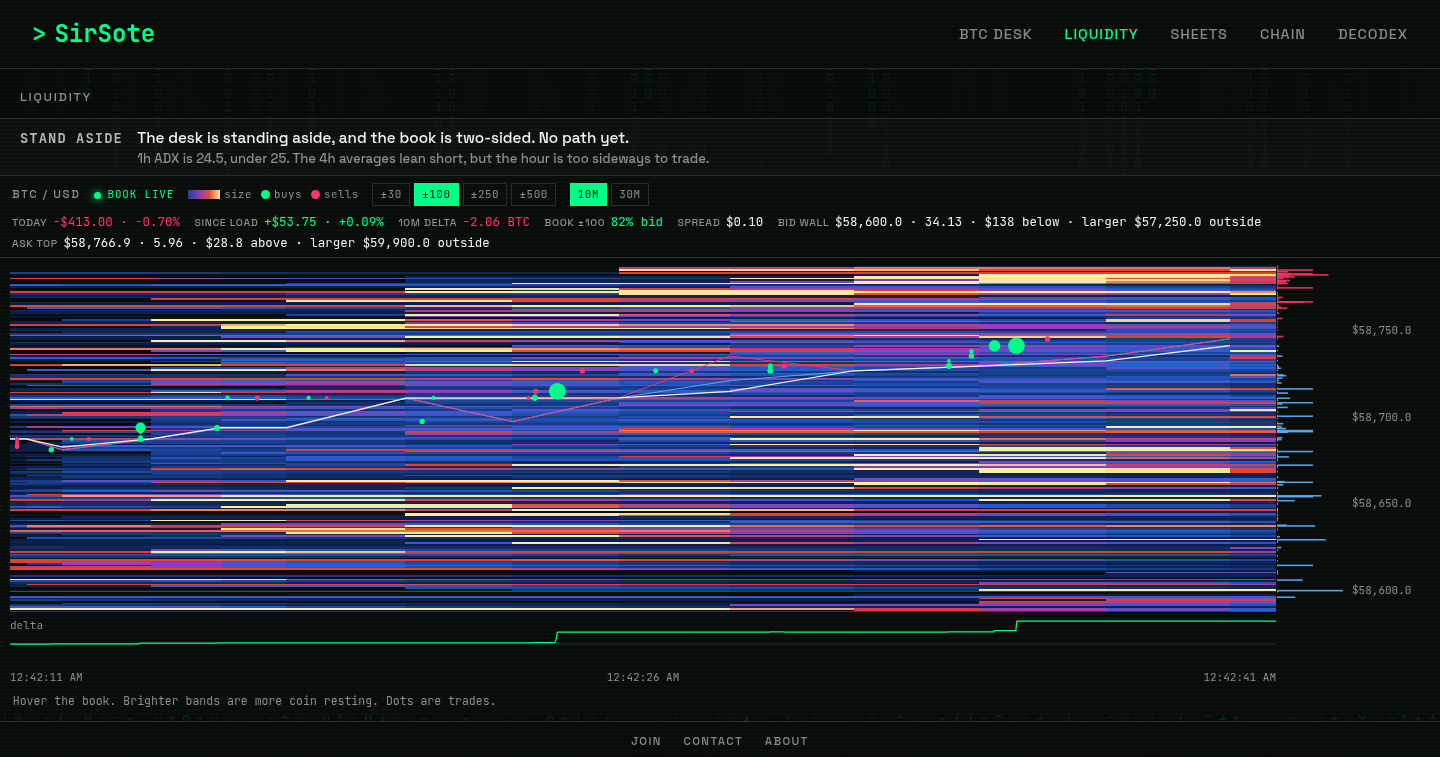 > SirSote
BTC DESK LIQUIDITY SHEETS CHAIN DECODEX
LIQUIDITY
STAND ASIDE The desk is standing aside, and the book is two-sided. No path yet.
1h ADX is 24.5, under 25. The 4h averages lean short, but the hour is too sideways to trade.
BTC / USD BOOK LIVE size buys sells ±30 ±100 ±250 ±500 10M 30M
TODAY -$413.00 · -0.70% SINCE LOAD +$53.75 · +0.09% 10M DELTA -2.06 BTC BOOK ±100 82% bid SPREAD $0.10 BID WALL $58,600.0 · 34.13 · $138 below · larger $57,250.0 outside
ASK TOP $58,766.9 · 5.96 · $28.8 above · larger $59,900.0 outside
$58,750.0
$58,700.0
$58,650.0
$58,600.0
delta
12:42:11 AM 12:42:26 AM 12:42:41 AM
Hover the book. Brighter bands are more coin resting. Dots are trades.
JOIN CONTACT ABOUT